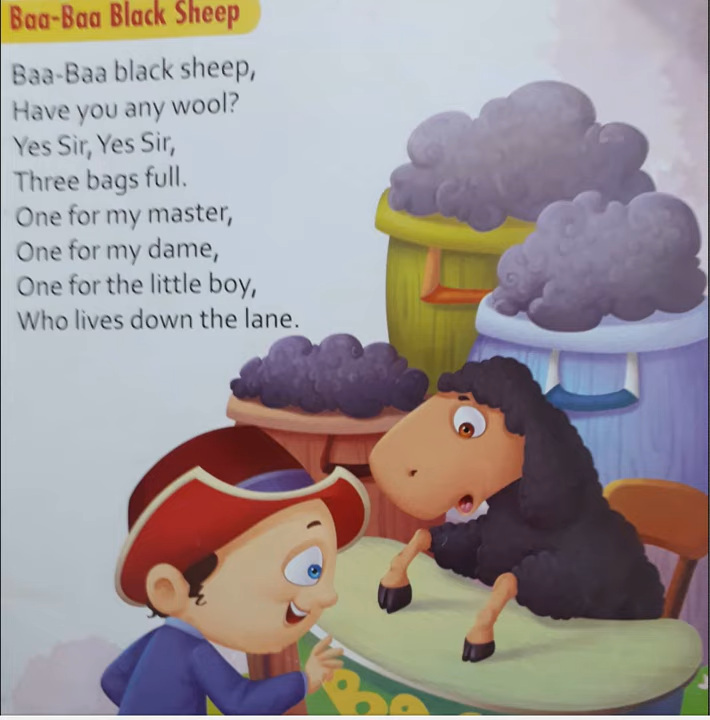 Baa-Baa Black Sheep
Baa-Baa black sheep,
Have you any wool?
Yes Sir, Yes Sir,
Three bags full.
One for my master,
One for my dame,
One for the little boy,
Who lives down the lane.
Ba